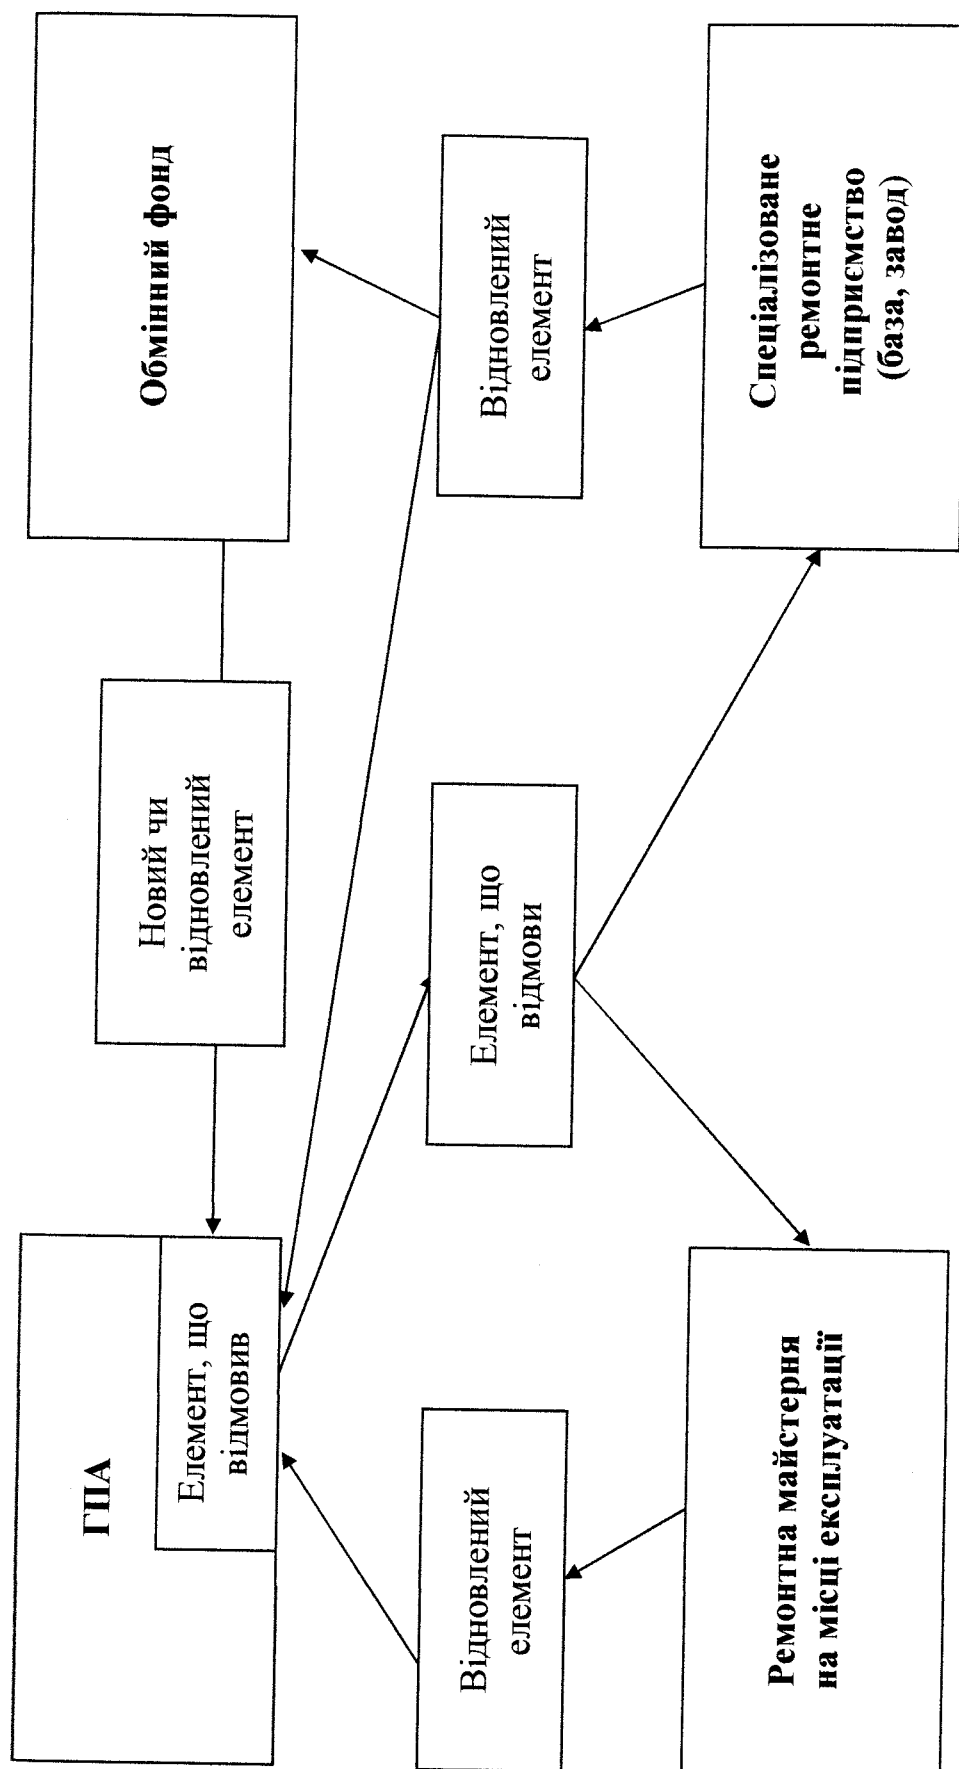 ГПА
Елемент, що
відмовив
Новий чи
відновлений
елемент
Обмінний фонд
Відновлений
елемент
Елемент, що
відмови
Відновлений
елемент
Ремонтна майстерня
на місці експлуатації
Спеціалізоване
ремонтне
підприємство
(база, завод)